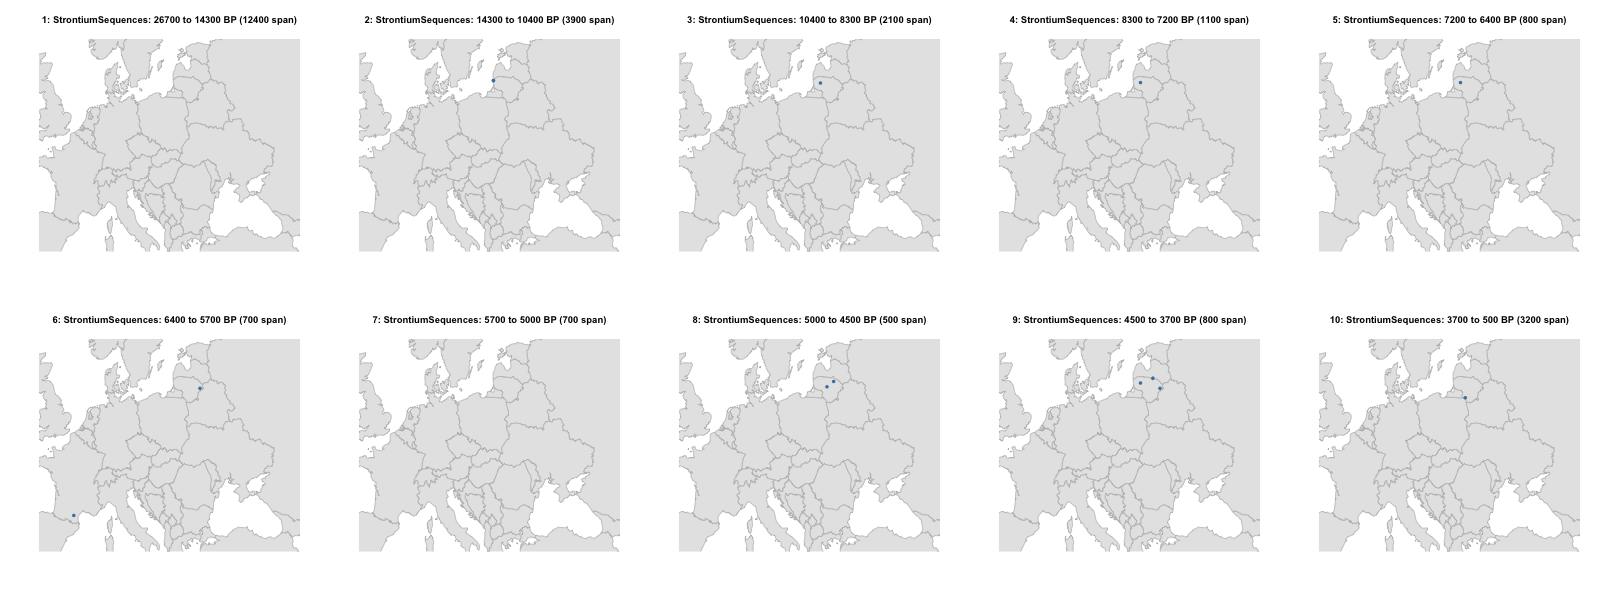 1: StrontiumSequences: 26700 to 14300 BP (12400 span)
2: StrontiumSequences: 14300 to 10400 BP (3900 span)
3: StrontiumSequences: 10400 to 8300 BP (2100 span)
4: StrontiumSequences: 8300 to 7200 BP (1100 span)
5: StrontiumSequences: 7200 to 6400 BP (800 span)
6: StrontiumSequences: 6400 to 5700 BP (700 span)
7: StrontiumSequences: 5700 to 5000 BP (700 span)
8: StrontiumSequences: 5000 to 4500 BP (500 span)
9: StrontiumSequences: 4500 to 3700 BP (800 span)
10: StrontiumSequences: 3700 to 500 BP (3200 span)